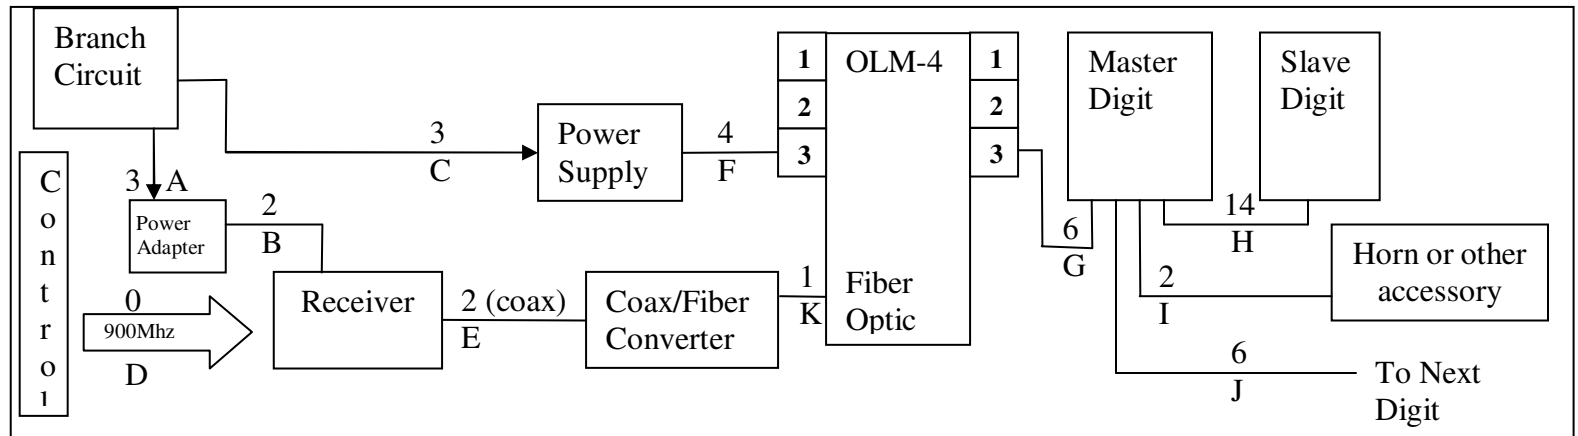 Branch
Circuit
3
C
Power
Supply
4
F
1
2
3
OLM-4
Fiber
Optic
1
2
3
Master
Digit
Slave
Digit
C
o
n
t
r
o
l
3 A
Power
Adapter
2
B
0
900Mhz
D
Receiver
2 (coax)
E
Coax/Fiber
Converter
1
K
6
G
14
H
2
I
Horn or other
accessory
6
J
To Next
Digit